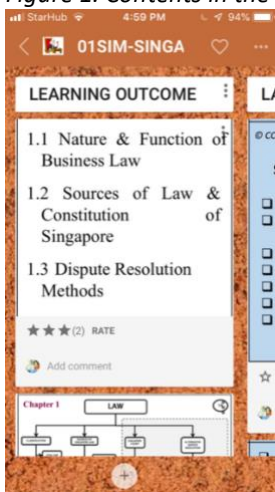 Figure 1: Contents in the
StarHub 4:59 PM 94%
01SIM-SINGA
LEARNING OUTCOME
LA
1.1 Nature & Function of
Business Law
1.2 Sources of Law &
Constitution of
Singapore
1.3 Dispute Resolution
Methods
(2) RATE
Add comment
Chapter 1
LAW